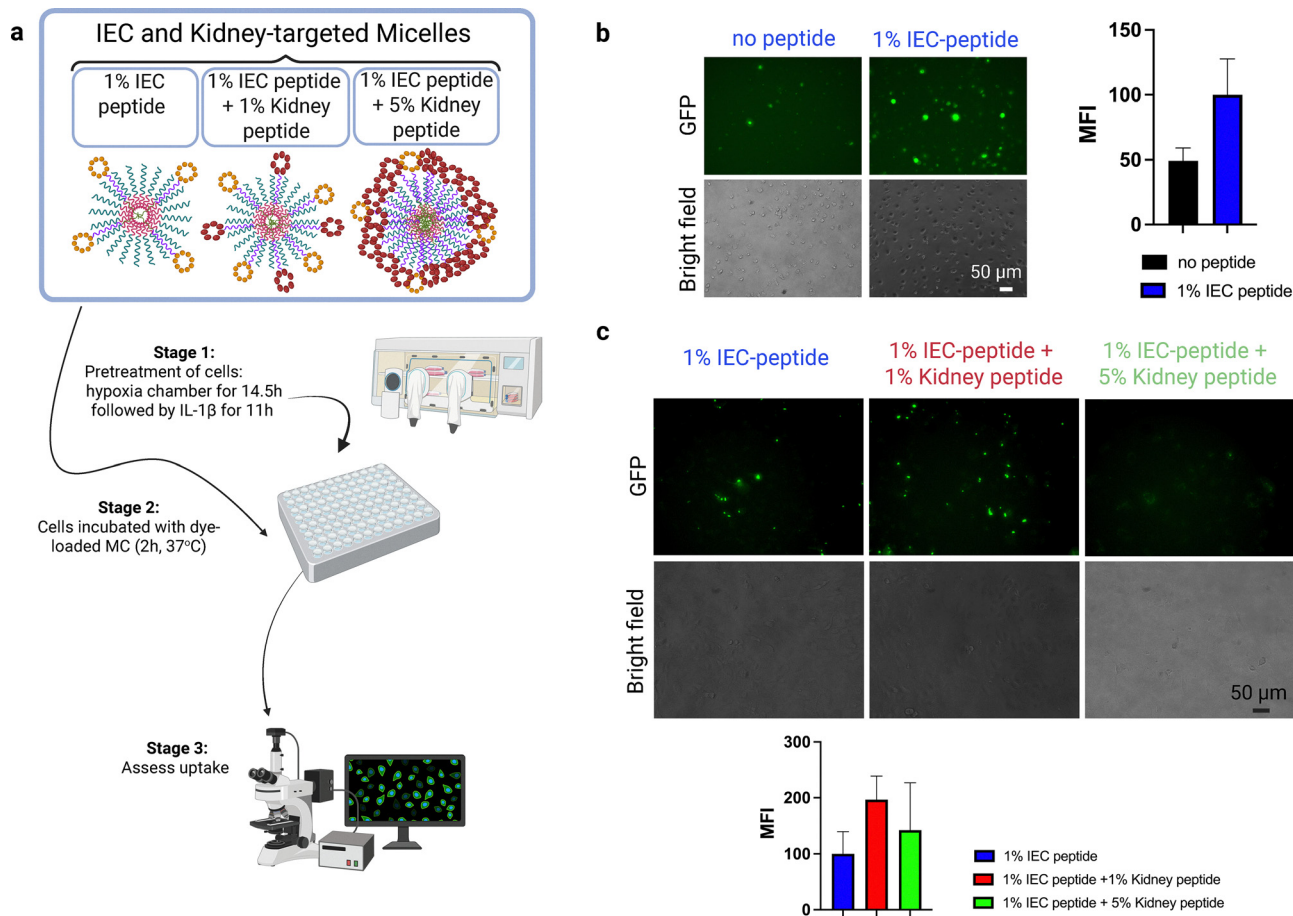 a
IEC and Kidney-targeted Micelles
1% IEC
peptide
1% IEC peptide
+ 1% Kidney
peptide
1% IEC peptide
+ 5% Kidney
peptide
Stage 1:
Pretreatment of cells:
hypoxia chamber for 14.5h
followed by IL-1β for 11h
Stage 2:
Cells incubated with dye-
loaded MC (2h, 37°C)
Stage 3:
Assess uptake
b
no peptide
1% IEC-peptide
GFP
Bright field
50 µm
MFI
150
100
50
0
no peptide
1% IEC peptide
c
1% IEC-peptide
1% IEC-peptide +
1% Kidney peptide
1% IEC-peptide +
5% Kidney peptide
GFP
Bright field
50 µm
MFI
300
200
100
0
1% IEC peptide
1% IEC peptide +1% Kidney peptide
1% IEC peptide + 5% Kidney peptide